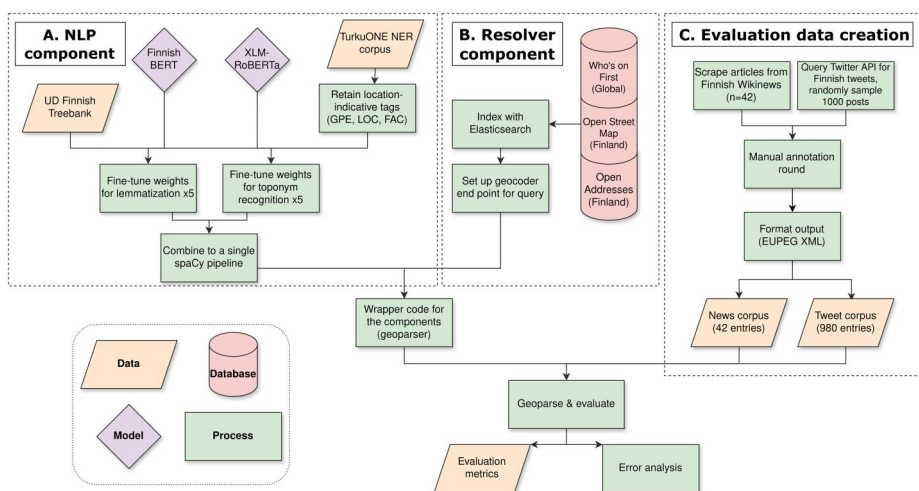 A. NLP
component
Finnish
BERT
XLM-
RoBERTa
TurkuONE NER
corpus
UD Finnish
Treebank
Retain location-
indicative tags
(GPE, LOC, FAC)
Fine-tune weights
for lemmatization x5
Fine-tune weights
for toponym
recognition x5
Combine to a single
spaCy pipeline
B. Resolver
component
Who's on
First
(Global)
Index with
Elasticsearch
Open Street
Map
(Finland)
Set up geocoder
end point for query
Open
Addresses
(Finland)
C. Evaluation data creation
Scrape articles from
Finnish Wikinews
(n=42)
Query Twitter API for
Finnish tweets,
randomly sample
1000 posts
Manual annotation
round
Format output
(EUPEG XML)
News corpus
(42 entries)
Tweet corpus
(980 entries)
Wrapper code for
the components
(geoparser)
Geoparse & evaluate
Evaluation
metrics
Error analysis
Data
Database
Model
Process